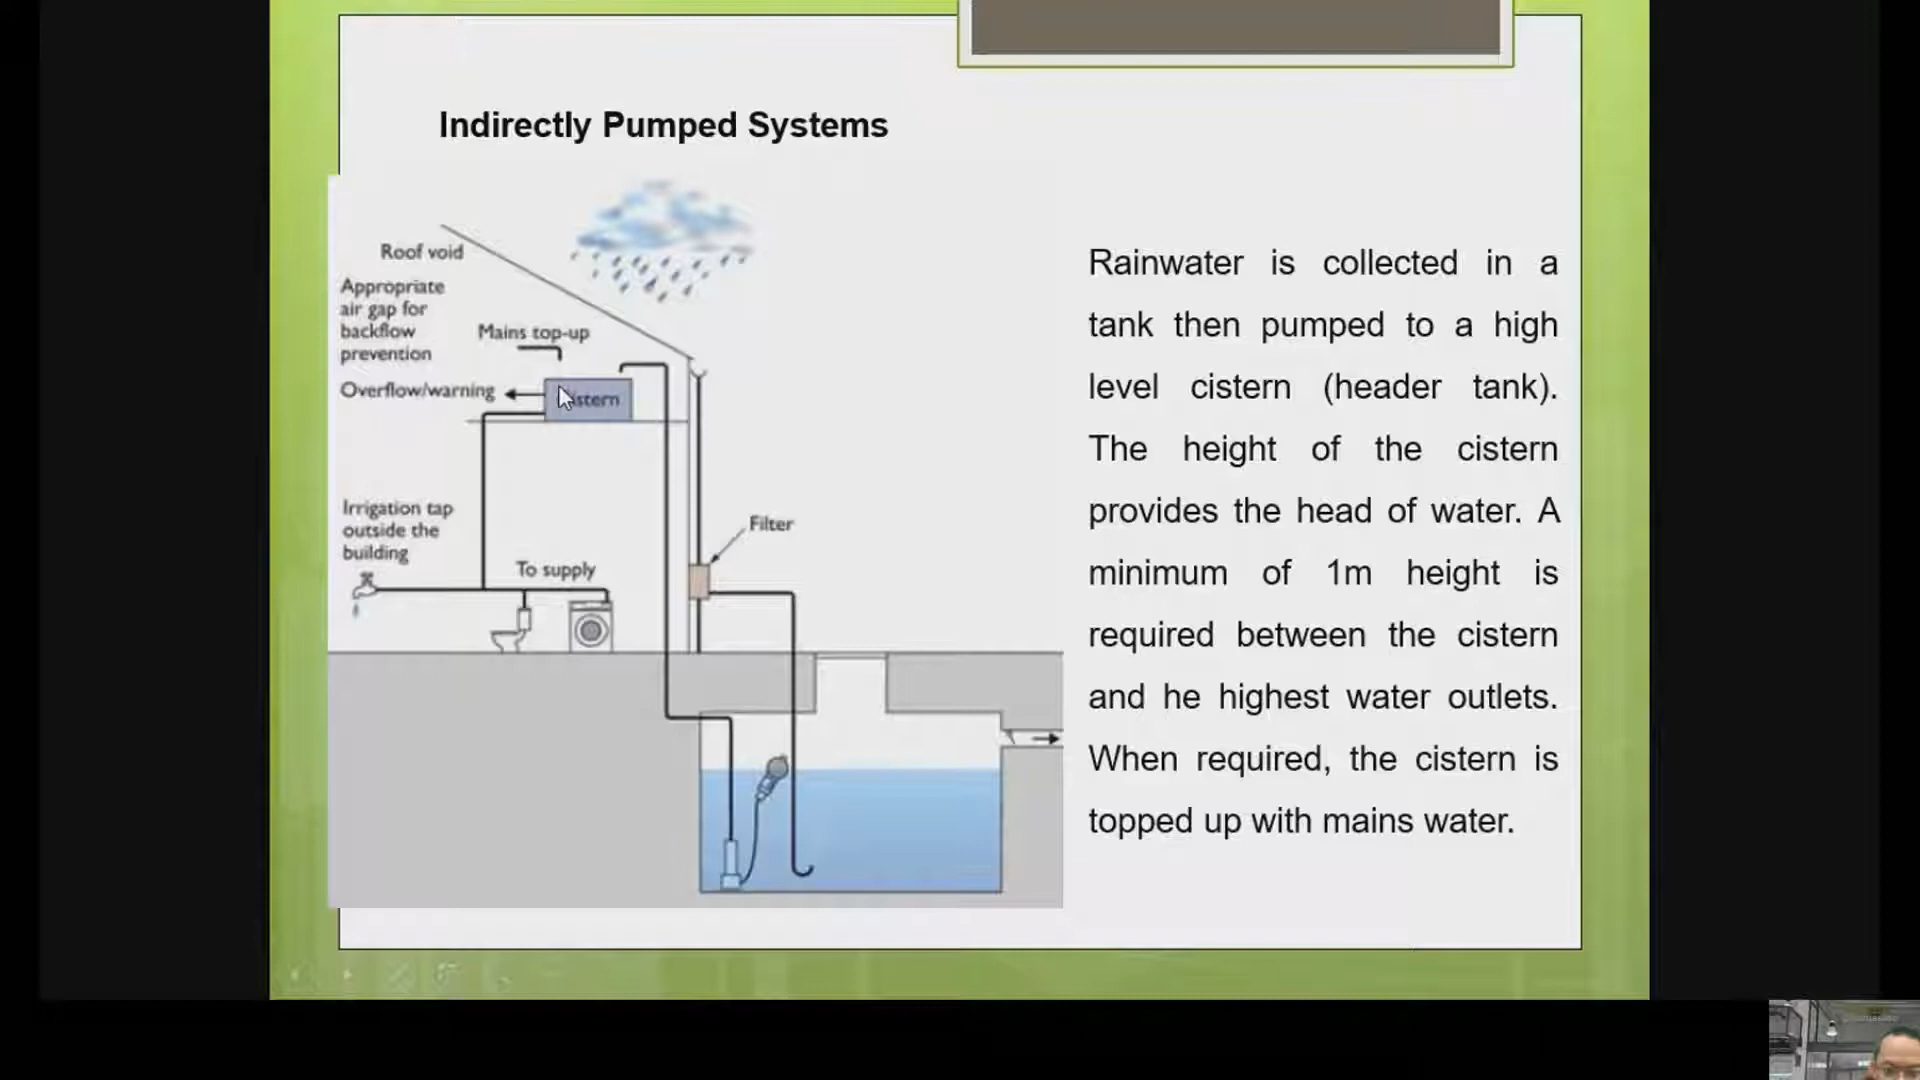 Indirectly Pumped Systems
Roof void
Appropriate
air gap for
backflow
prevention
Mains top-up
Overflow/warning
Irrigation tap
outside the
building
To supply
Filter
Rainwater is collected in a
tank then pumped to a high
level cistern (header tank).
The height of the cistern
provides the head of water. A
minimum of 1m height is
required between the cistern
and he highest water outlets.
When required, the cistern is
topped up with mains water.